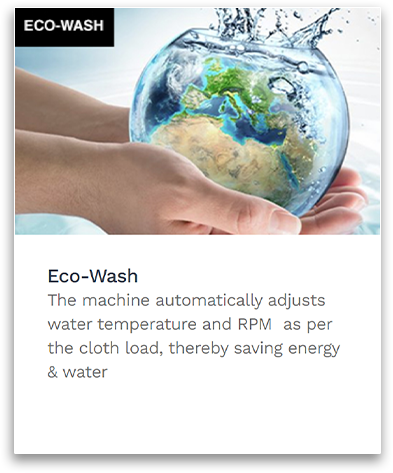 ECO-WASH
Eco-Wash
The machine automatically adjusts
water temperature and RPM  as per
the cloth load, thereby saving energy
& water